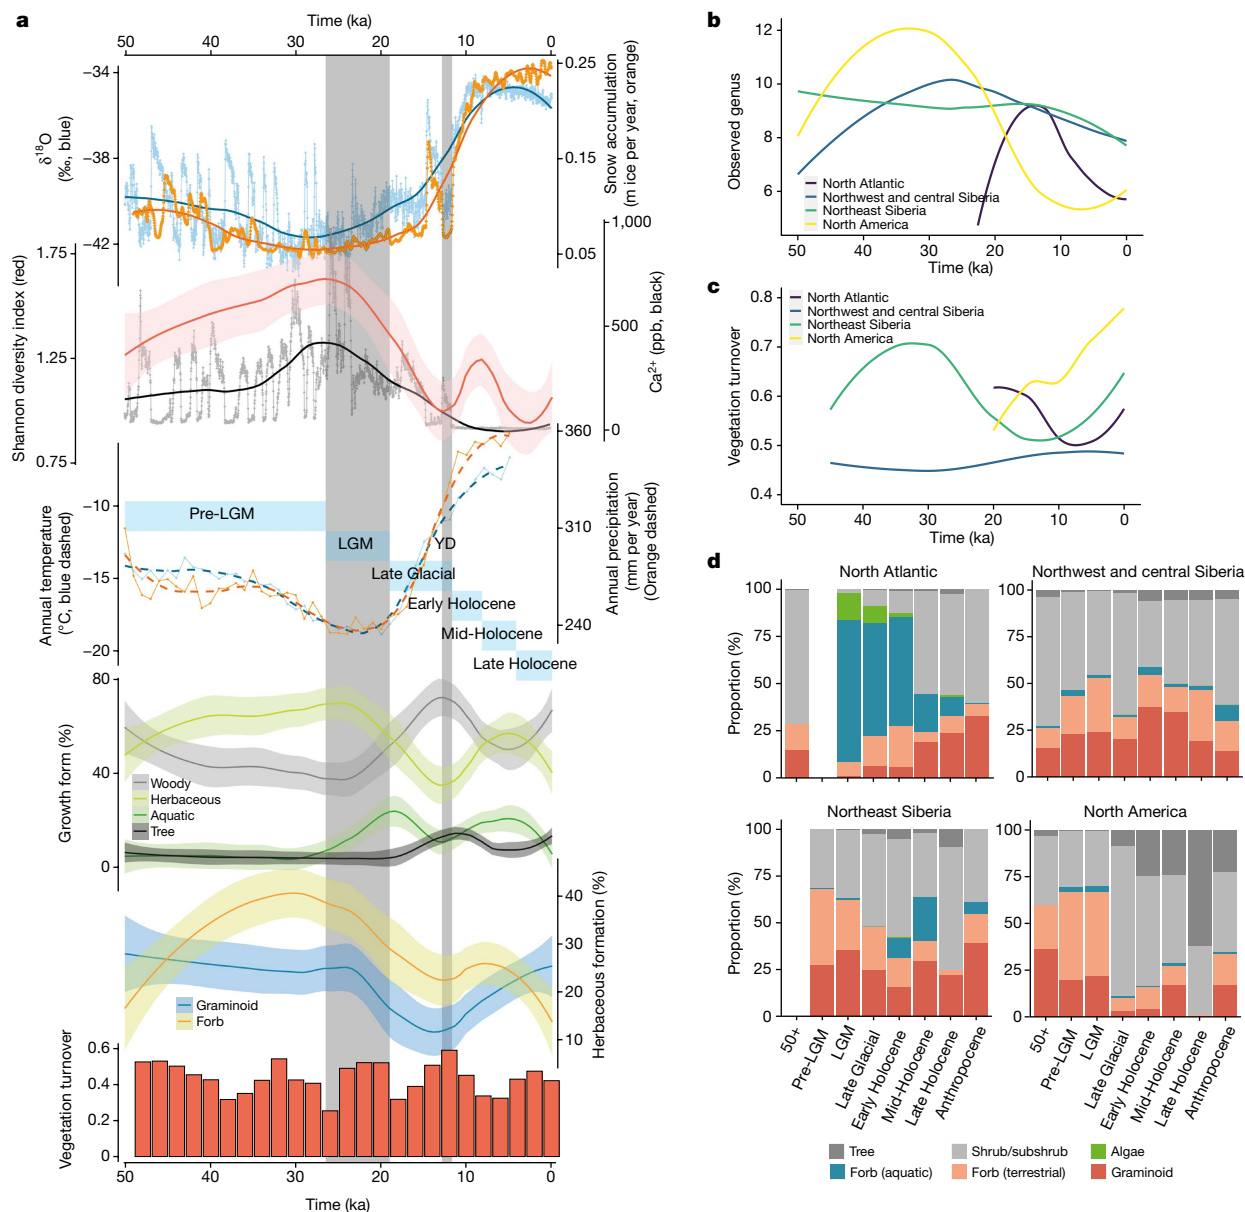 a
Time (ka)
50 40 30 20 10 0
−34
−38
−42
δ18O
(‰, blue)
0.25
0.15
0.05
Snow accumulation
(m ice per year, orange)
1.75
1.25
0.75
Shannon diversity index (red)
1,000
500
0
Ca2+ (ppb, black)
−10
−15
−20
Annual temperature
(°C, blue dashed)
360
310
240
Annual precipitation
(mm per year)
(Orange dashed)
Pre-LGM
LGM
YD
Late Glacial
Early Holocene
Mid-Holocene
Late Holocene
80
40
0
Growth form (%)
Woody
Herbaceous
Aquatic
Tree
40
30
20
10
Herbaceous formation (%)
Graminoid
Forb
0.6
0.4
0.2
0
Vegetation turnover
50 40 30 20 10 0
Time (ka)
b
12
10
8
6
Observed genus
North Atlantic
Northwest and central Siberia
Northeast Siberia
North America
50 40 30 20 10 0
Time (ka)
c
0.8
0.7
0.6
0.5
0.4
Vegetation turnover
North Atlantic
Northwest and central Siberia
Northeast Siberia
North America
50 40 30 20 10 0
Time (ka)
d
North Atlantic
100
75
50
25
0
Proportion (%)
Northwest and central Siberia
100
75
50
25
0
Proportion (%)
Northeast Siberia
100
75
50
25
0
Proportion (%)
50+
Pre-LGM
LGM
Late Glacial
Early Holocene
Mid-Holocene
Late Holocene
Anthropocene
North America
100
75
50
25
0
Proportion (%)
50+
Pre-LGM
LGM
Late Glacial
Early Holocene
Mid-Holocene
Late Holocene
Anthropocene
Tree
Shrub/subshrub
Algae
Forb (aquatic)
Forb (terrestrial)
Graminoid